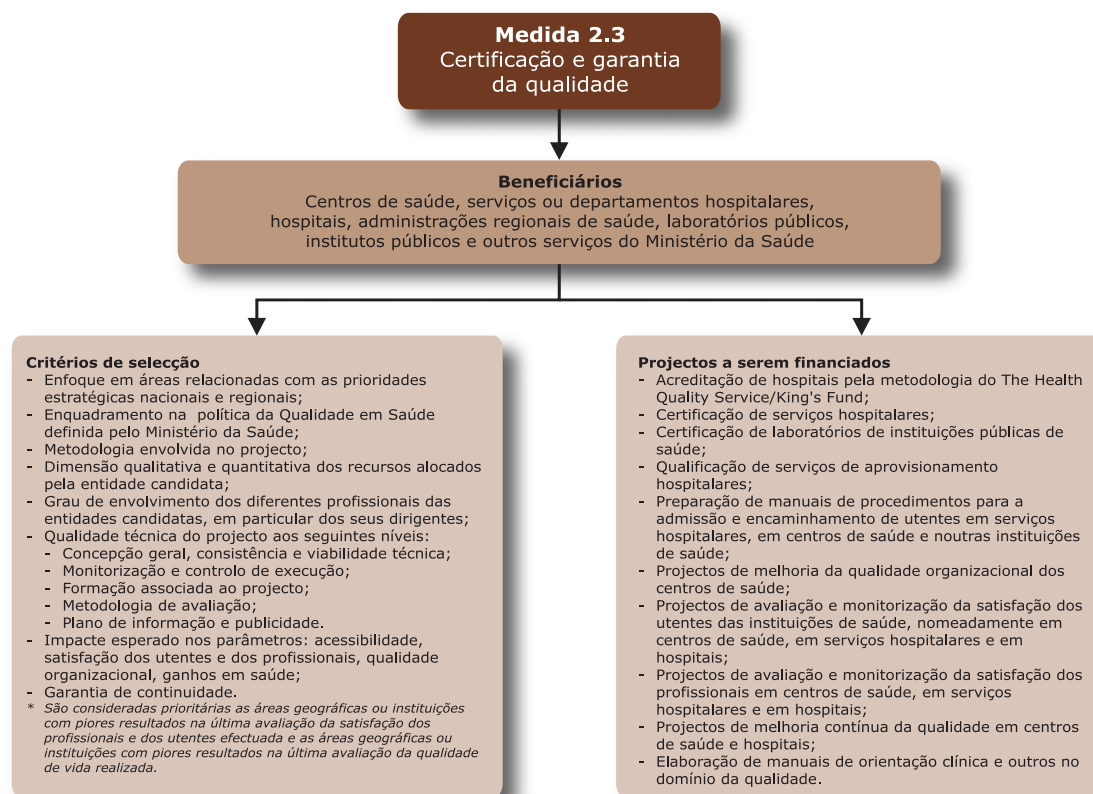 Medida 2.3
Certificação e garantia
da qualidade
Beneficiários
Centros de saúde, serviços ou departamentos hospitalares,
hospitais, administrações regionais de saúde, laboratórios públicos,
institutos públicos e outros serviços do Ministério da Saúde
Critérios de selecção
- Enfoque em áreas relacionadas com as prioridades
estratégicas nacionais e regionais;
- Enquadramento na política da Qualidade em Saúde
definida pelo Ministério da Saúde;
- Metodologia envolvida no projecto;
- Dimensão qualitativa e quantitativa dos recursos alocados
pela entidade candidata;
- Grau de envolvimento dos diferentes profissionais das
entidades candidatas, em particular dos seus dirigentes;
- Qualidade técnica do projecto aos seguintes níveis:
- Concepção geral, consistência e viabilidade técnica;
- Monitorização e controlo de execução;
- Formação associada ao projecto;
- Metodologia de avaliação;
- Plano de informação e publicidade.
- Impacte esperado nos parâmetros: acessibilidade,
satisfação dos utentes e dos profissionais, qualidade
organizacional, ganhos em saúde;
- Garantia de continuidade.
* São consideradas prioritárias as áreas geográficas ou instituições
com piores resultados na última avaliação da satisfação dos
profissionais e dos utentes efectuada e as áreas geográficas ou
instituições com piores resultados na última avaliação da qualidade
de vida realizada.
Projectos a serem financiados
- Acreditação de hospitais pela metodologia do The Health
Quality Service/King's Fund;
- Certificação de serviços hospitalares;
- Certificação de laboratórios de instituições públicas de
saúde;
- Qualificação de serviços de aprovisionamento
hospitalares;
- Preparação de manuais de procedimentos para a
admissão e encaminhamento de utentes em serviços
hospitalares, em centros de saúde e noutras instituições
de saúde;
- Projectos de melhoria da qualidade organizacional dos
centros de saúde;
- Projectos de avaliação e monitorização da satisfação dos
utentes das instituições de saúde, nomeadamente em
centros de saúde, em serviços hospitalares e em
hospitais;
- Projectos de avaliação e monitorização da satisfação dos
profissionais em centros de saúde, em serviços
hospitalares e em hospitais;
- Projectos de melhoria contínua da qualidade em centros
de saúde e hospitais;
- Elaboração de manuais de orientação clínica e outros no
domínio da qualidade.